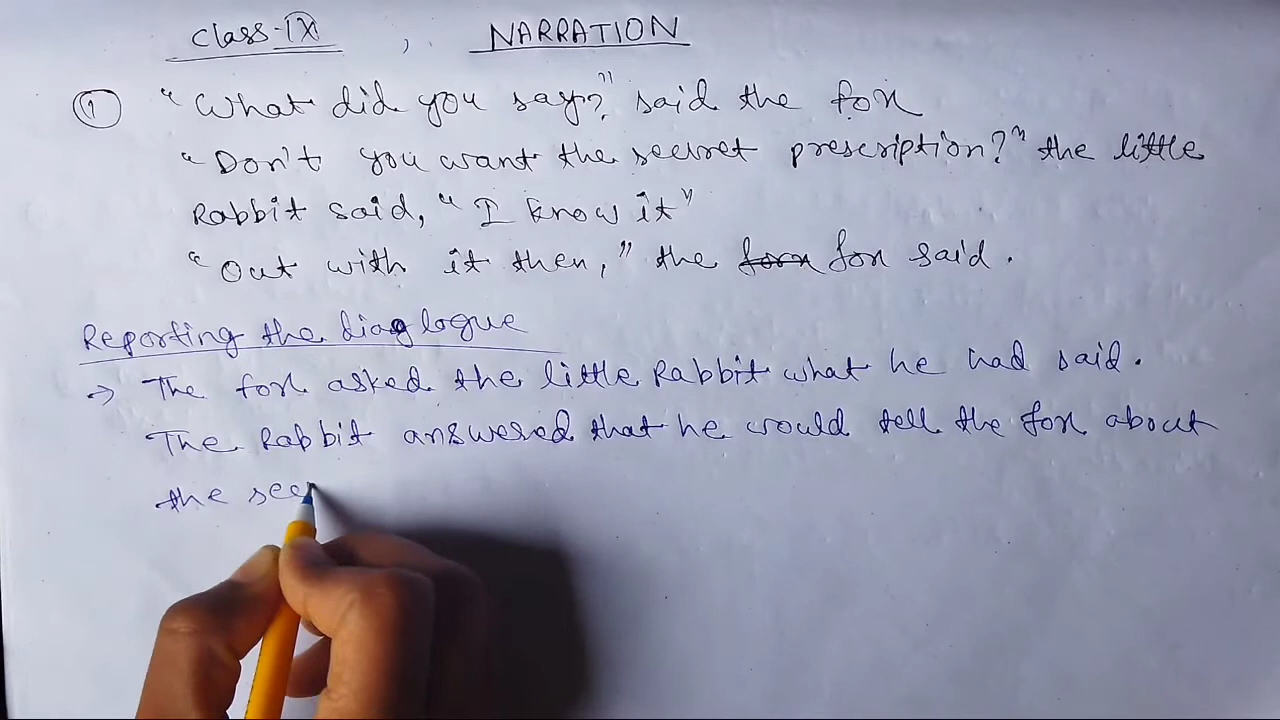 Class-IX , NARRATION
① "What did you say?" said the fox
"Don't you want the secret prescription?" the little
Rabbit said, "I know it"
"Out with it then," the fox said.
Reporting the dialogue
→ The fox asked the little Rabbit what he had said.
The Rabbit answered that he would tell the fox about
the sec